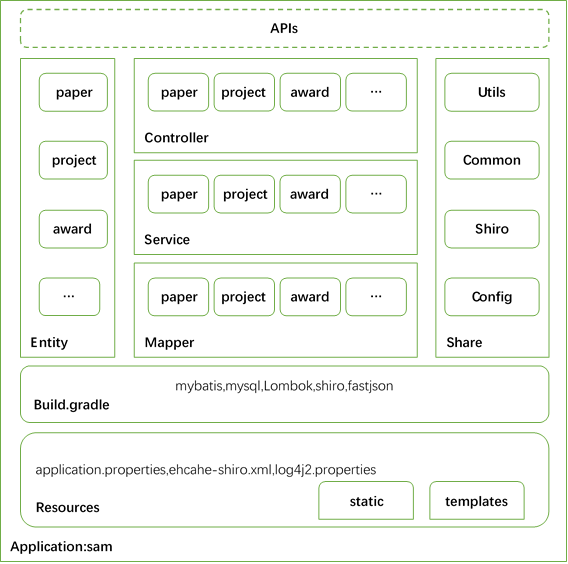 APIs
paper
project
award
...
Entity
paper project award ...
Controller
paper project award ...
Service
paper project award ...
Mapper
Utils
Common
Shiro
Config
Share
mybatis,mysql,Lombok,shiro,fastjson
Build.gradle
application.properties,ehcahe-shiro.xml,log4j2.properties
Resources
static
templates
Application:sam